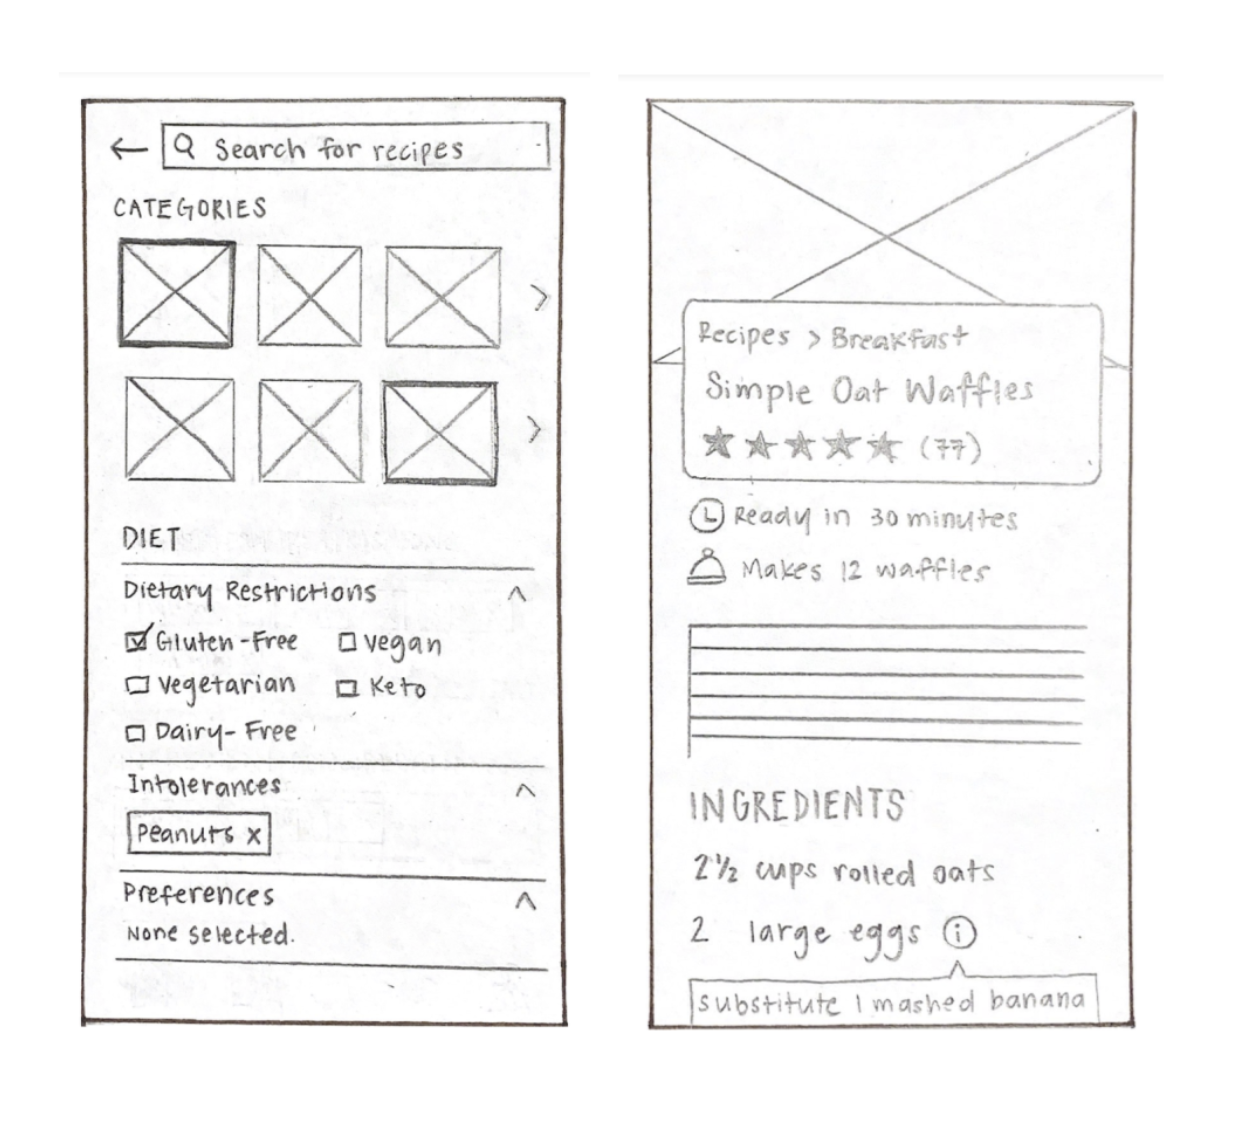 ← Search for recipes
CATEGORIES
DIET
Dietary Restrictions
Gluten-Free vegan
vegetarian Keto
Dairy-Free
Intolerances
Peanuts x
Preferences
None selected.
Recipes > Breakfast
Simple Oat Waffles
★★★★★ (77)
Ready in 30 minutes
Makes 12 waffles
INGREDIENTS
2½ cups rolled oats
2 large eggs i
substitute 1 mashed banana